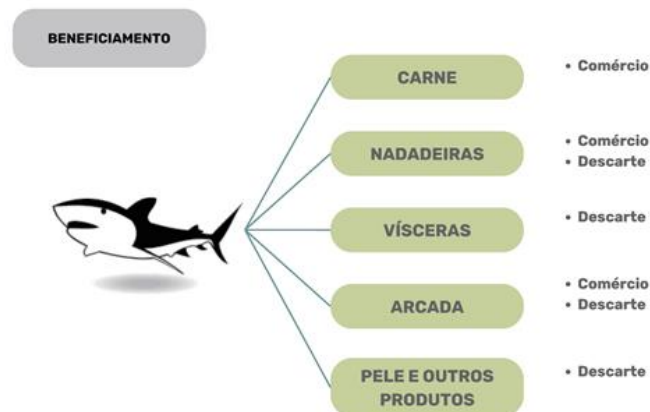 BENEFICIAMENTO
CARNE
• Comércio
NADADEIRAS
• Comércio
• Descarte
VÍSCERAS
• Descarte
ARCADA
• Comércio
• Descarte
PELE E OUTROS
PRODUTOS
• Descarte